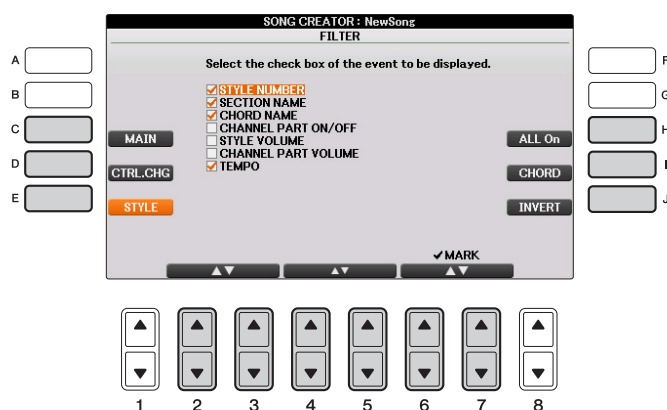 SONG CREATOR : NewSong
FILTER
Select the check box of the event to be displayed.
A
F
B
G
C
H
D
I
E
J
STYLE NUMBER
SECTION NAME
CHORD NAME
CHANNEL PART ON/OFF
STYLE VOLUME
CHANNEL PART VOLUME
TEMPO
MAIN
ALL On
CTRL.CHG
CHORD
STYLE
INVERT
✔MARK
▲▼ ▲▼ ▲▼
1 2 3 4 5 6 7 8